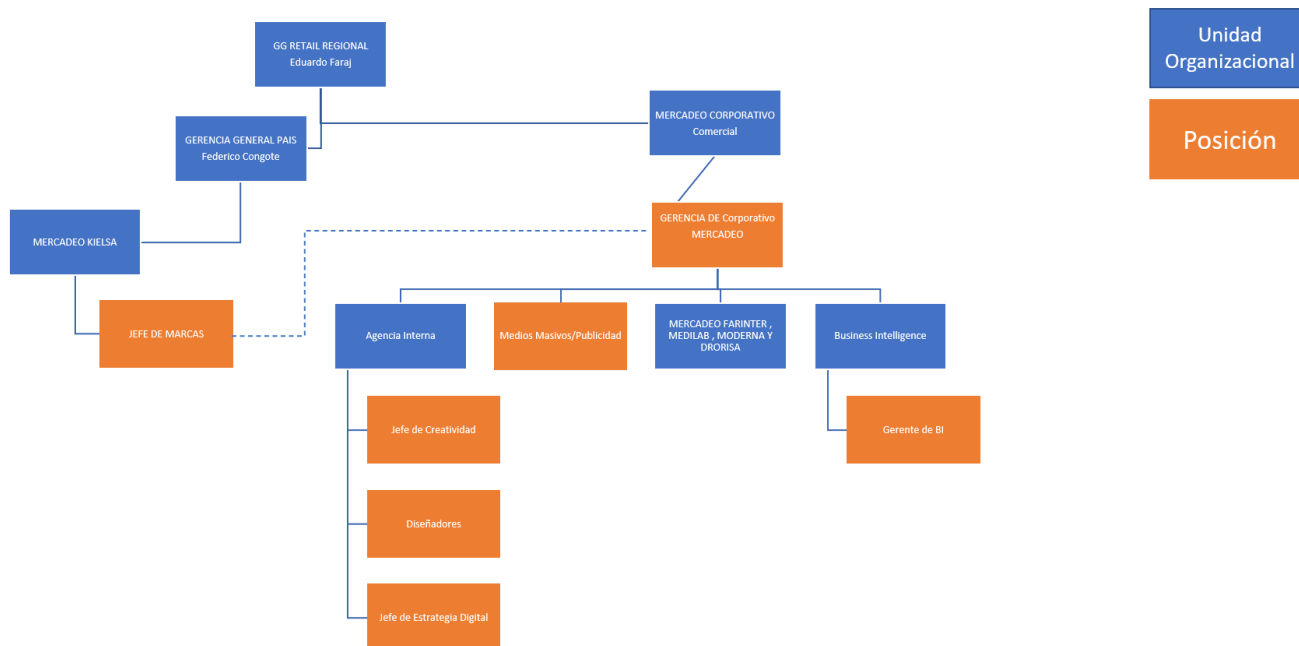 GG RETAIL REGIONAL
Eduardo Faraj
Unidad
Organizacional
MERCADEO CORPORATIVO
Comercial
Posición
GERENCIA GENERAL PAIS
Federico Congote
MERCADEO KIELSA
GERENCIA DE Corporativo
MERCADEO
JEFE DE MARCAS
Agencia Interna
Medios Masivos/Publicidad
MERCADEO FARINTER ,
MEDILAB , MODERNA Y
DRORISA
Business Intelligence
Jefe de Creatividad
Gerente de BI
Diseñadores
Jefe de Estrategia Digital